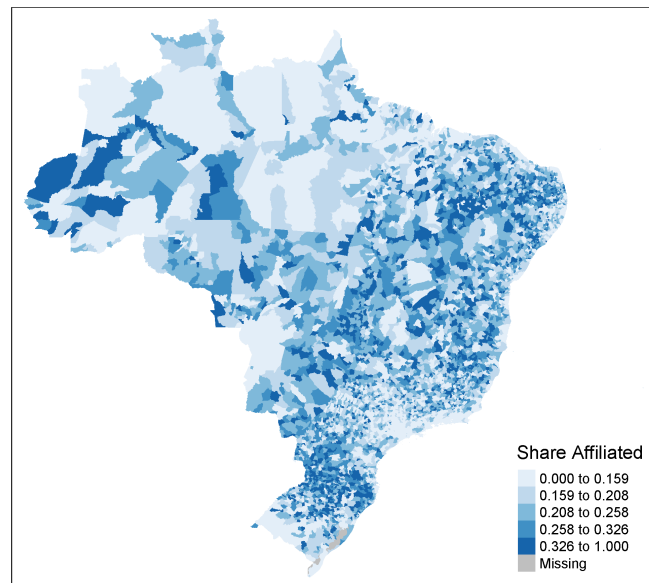 Share Affiliated
0.000 to 0.159
0.159 to 0.208
0.208 to 0.258
0.258 to 0.326
0.326 to 1.000
Missing